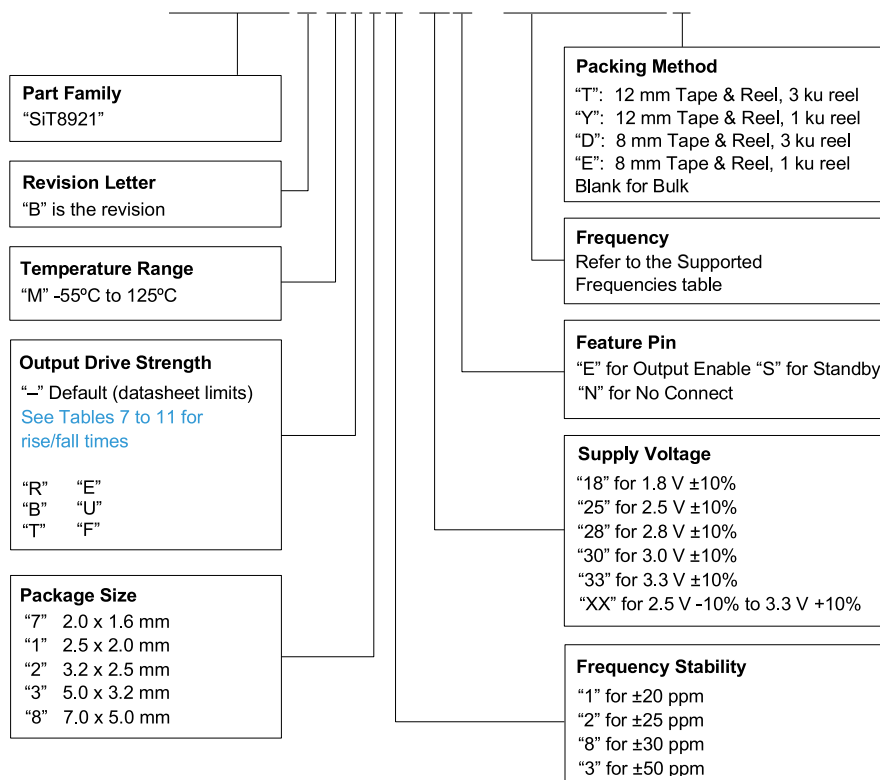 Part Family
“SiT8921”
Revision Letter
“B” is the revision
Temperature Range
“M” -55ºC to 125ºC
Output Drive Strength
“–” Default (datasheet limits)
See Tables 7 to 11 for
rise/fall times
“R” “E”
“B” “U”
“T” “F”
Package Size
“7” 2.0 x 1.6 mm
“1” 2.5 x 2.0 mm
“2” 3.2 x 2.5 mm
“3” 5.0 x 3.2 mm
“8” 7.0 x 5.0 mm
Packing Method
“T”: 12 mm Tape & Reel, 3 ku reel
“Y”: 12 mm Tape & Reel, 1 ku reel
“D”: 8 mm Tape & Reel, 3 ku reel
“E”: 8 mm Tape & Reel, 1 ku reel
Blank for Bulk
Frequency
Refer to the Supported
Frequencies table
Feature Pin
“E” for Output Enable “S” for Standby
“N” for No Connect
Supply Voltage
“18” for 1.8 V ±10%
“25” for 2.5 V ±10%
“28” for 2.8 V ±10%
“30” for 3.0 V ±10%
“33” for 3.3 V ±10%
“XX” for 2.5 V -10% to 3.3 V +10%
Frequency Stability
“1” for ±20 ppm
“2” for ±25 ppm
“8” for ±30 ppm
“3” for ±50 ppm